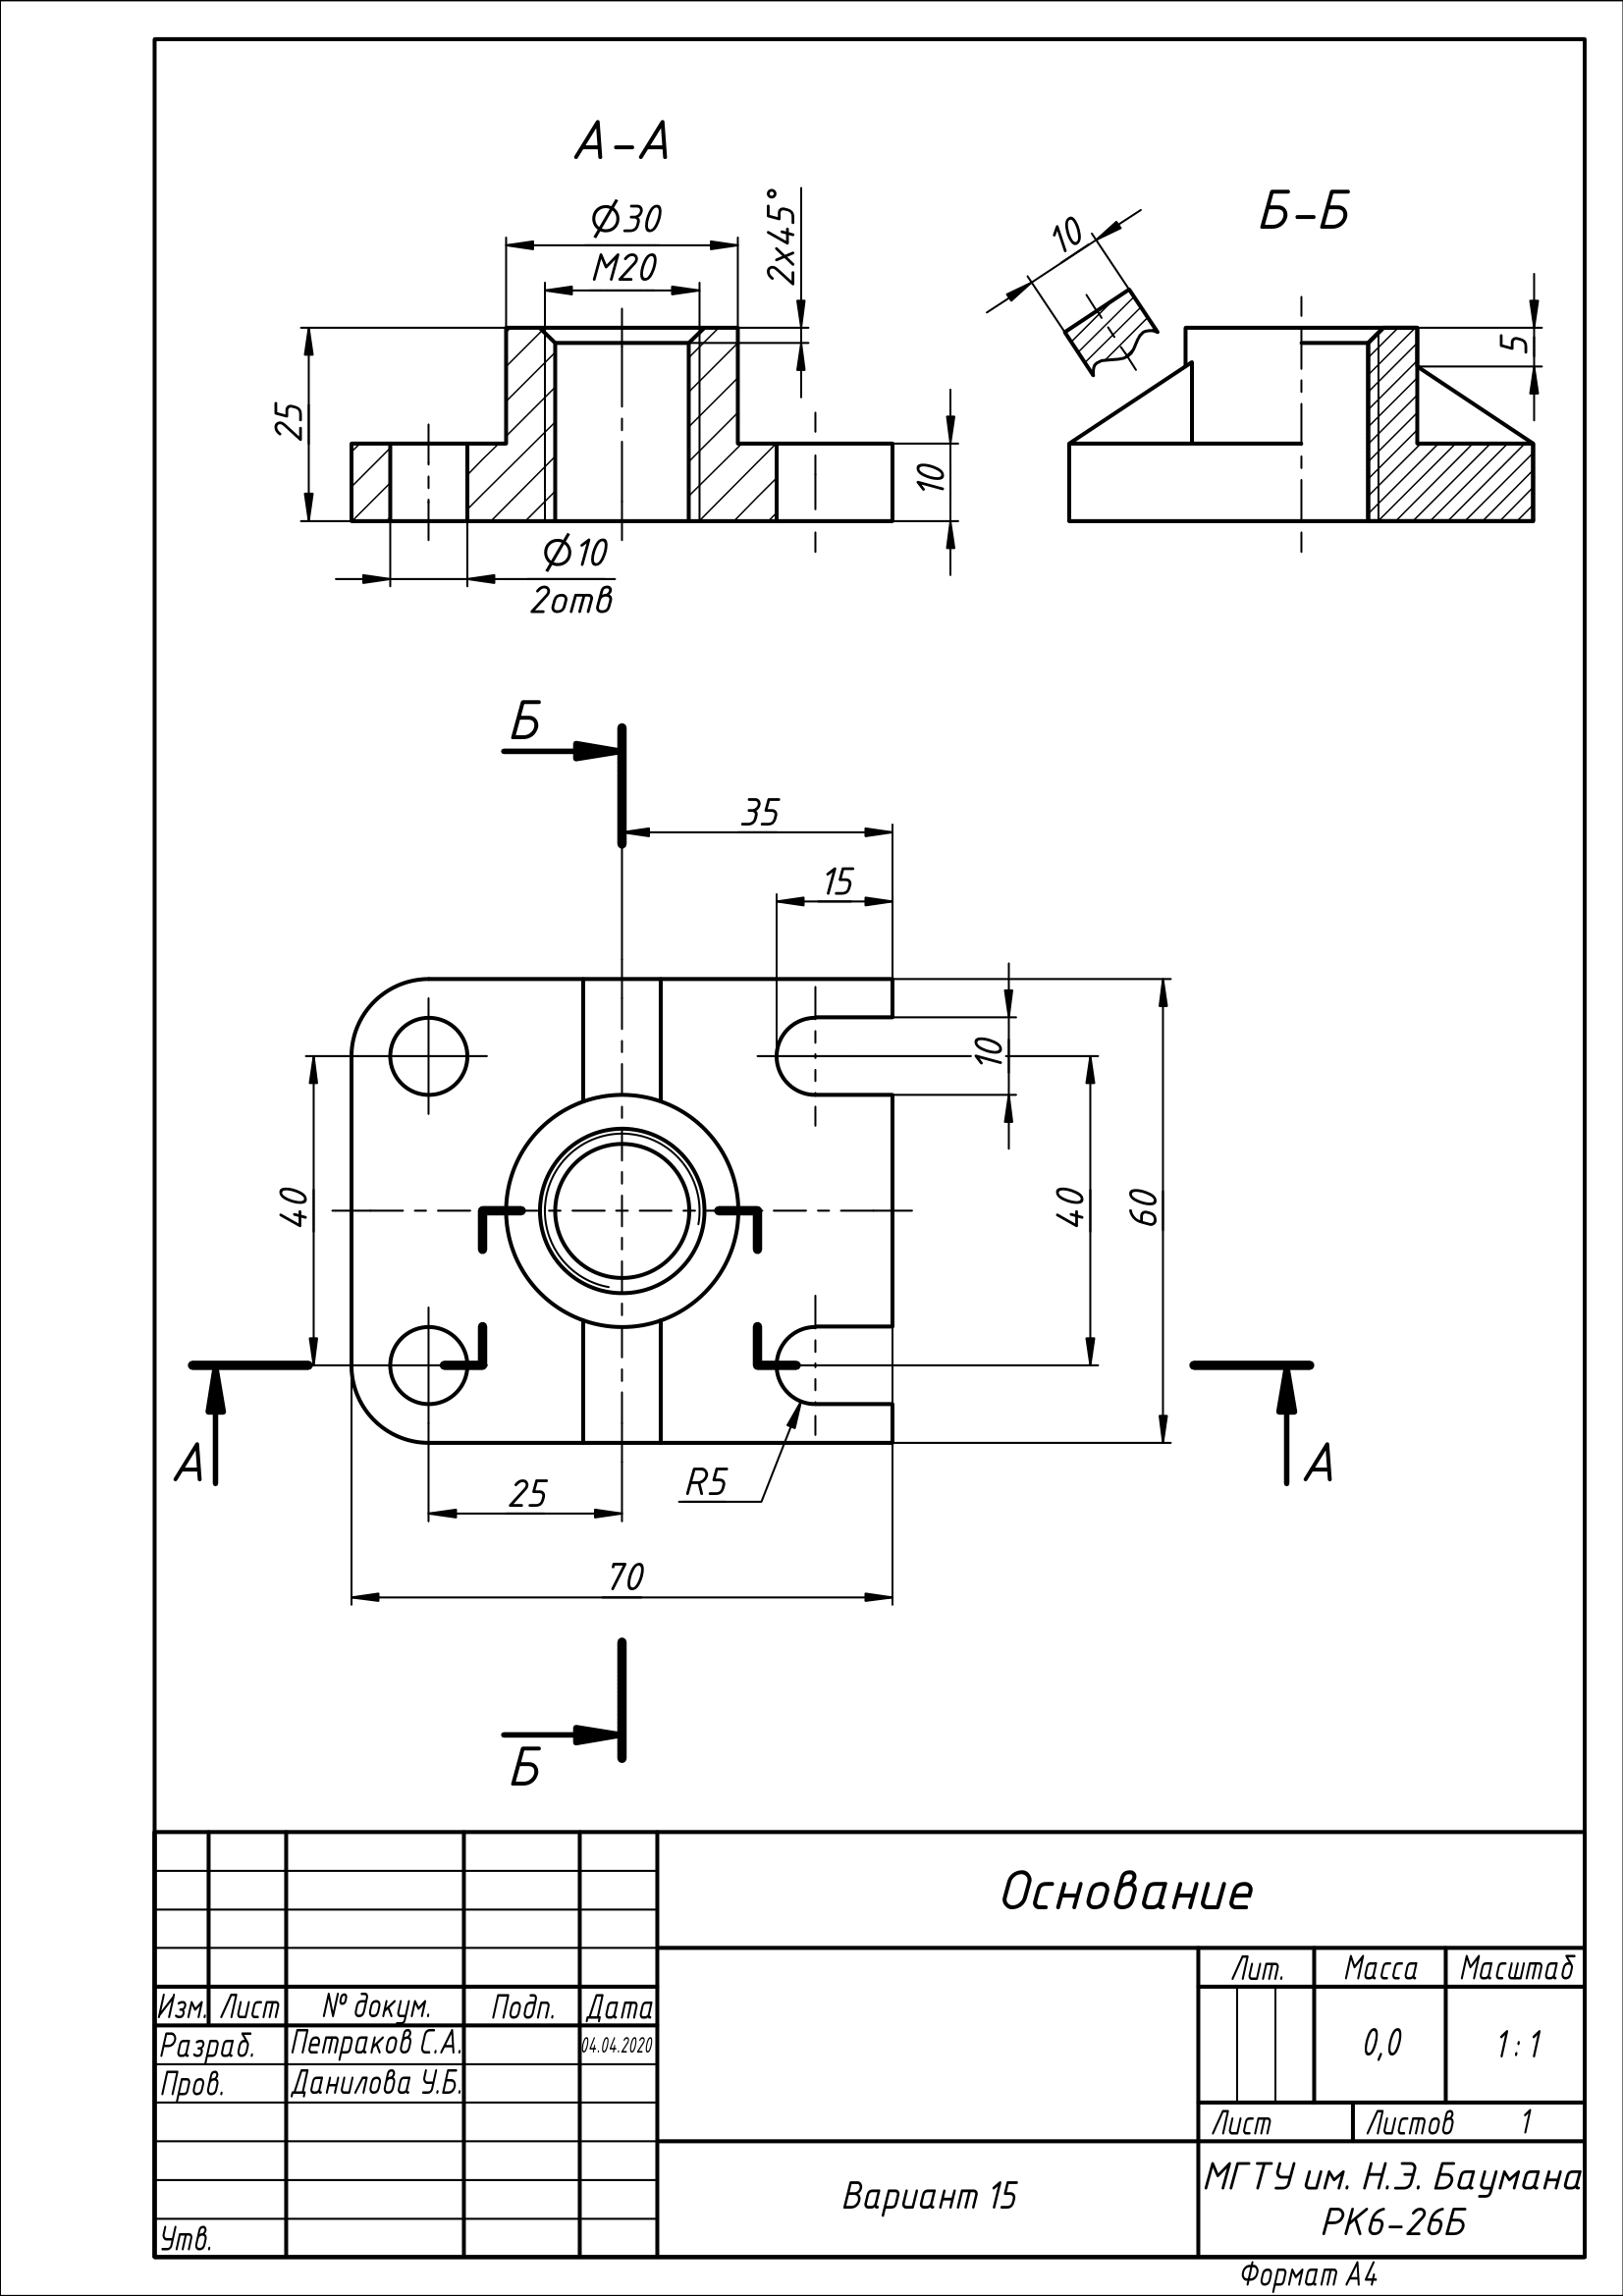 А-А
Б-Б
Ø30
М20
2х45°
10
5
25
10
Ø10
2отв
Б
35
15
10
40
40
60
А
А
25
R5
70
Б
Основание
Лит.
Масса
Масштаб
Изм.
Лист
№ докум.
Подп.
Дата
Разраб.
Петраков С.А.
04.04.2020
0,0
1:1
Пров.
Данилова У.Б.
Лист
Листов 1
Вариант 15
МГТУ им. Н.Э. Баумана
РК6-26Б
Утв.
Формат А4